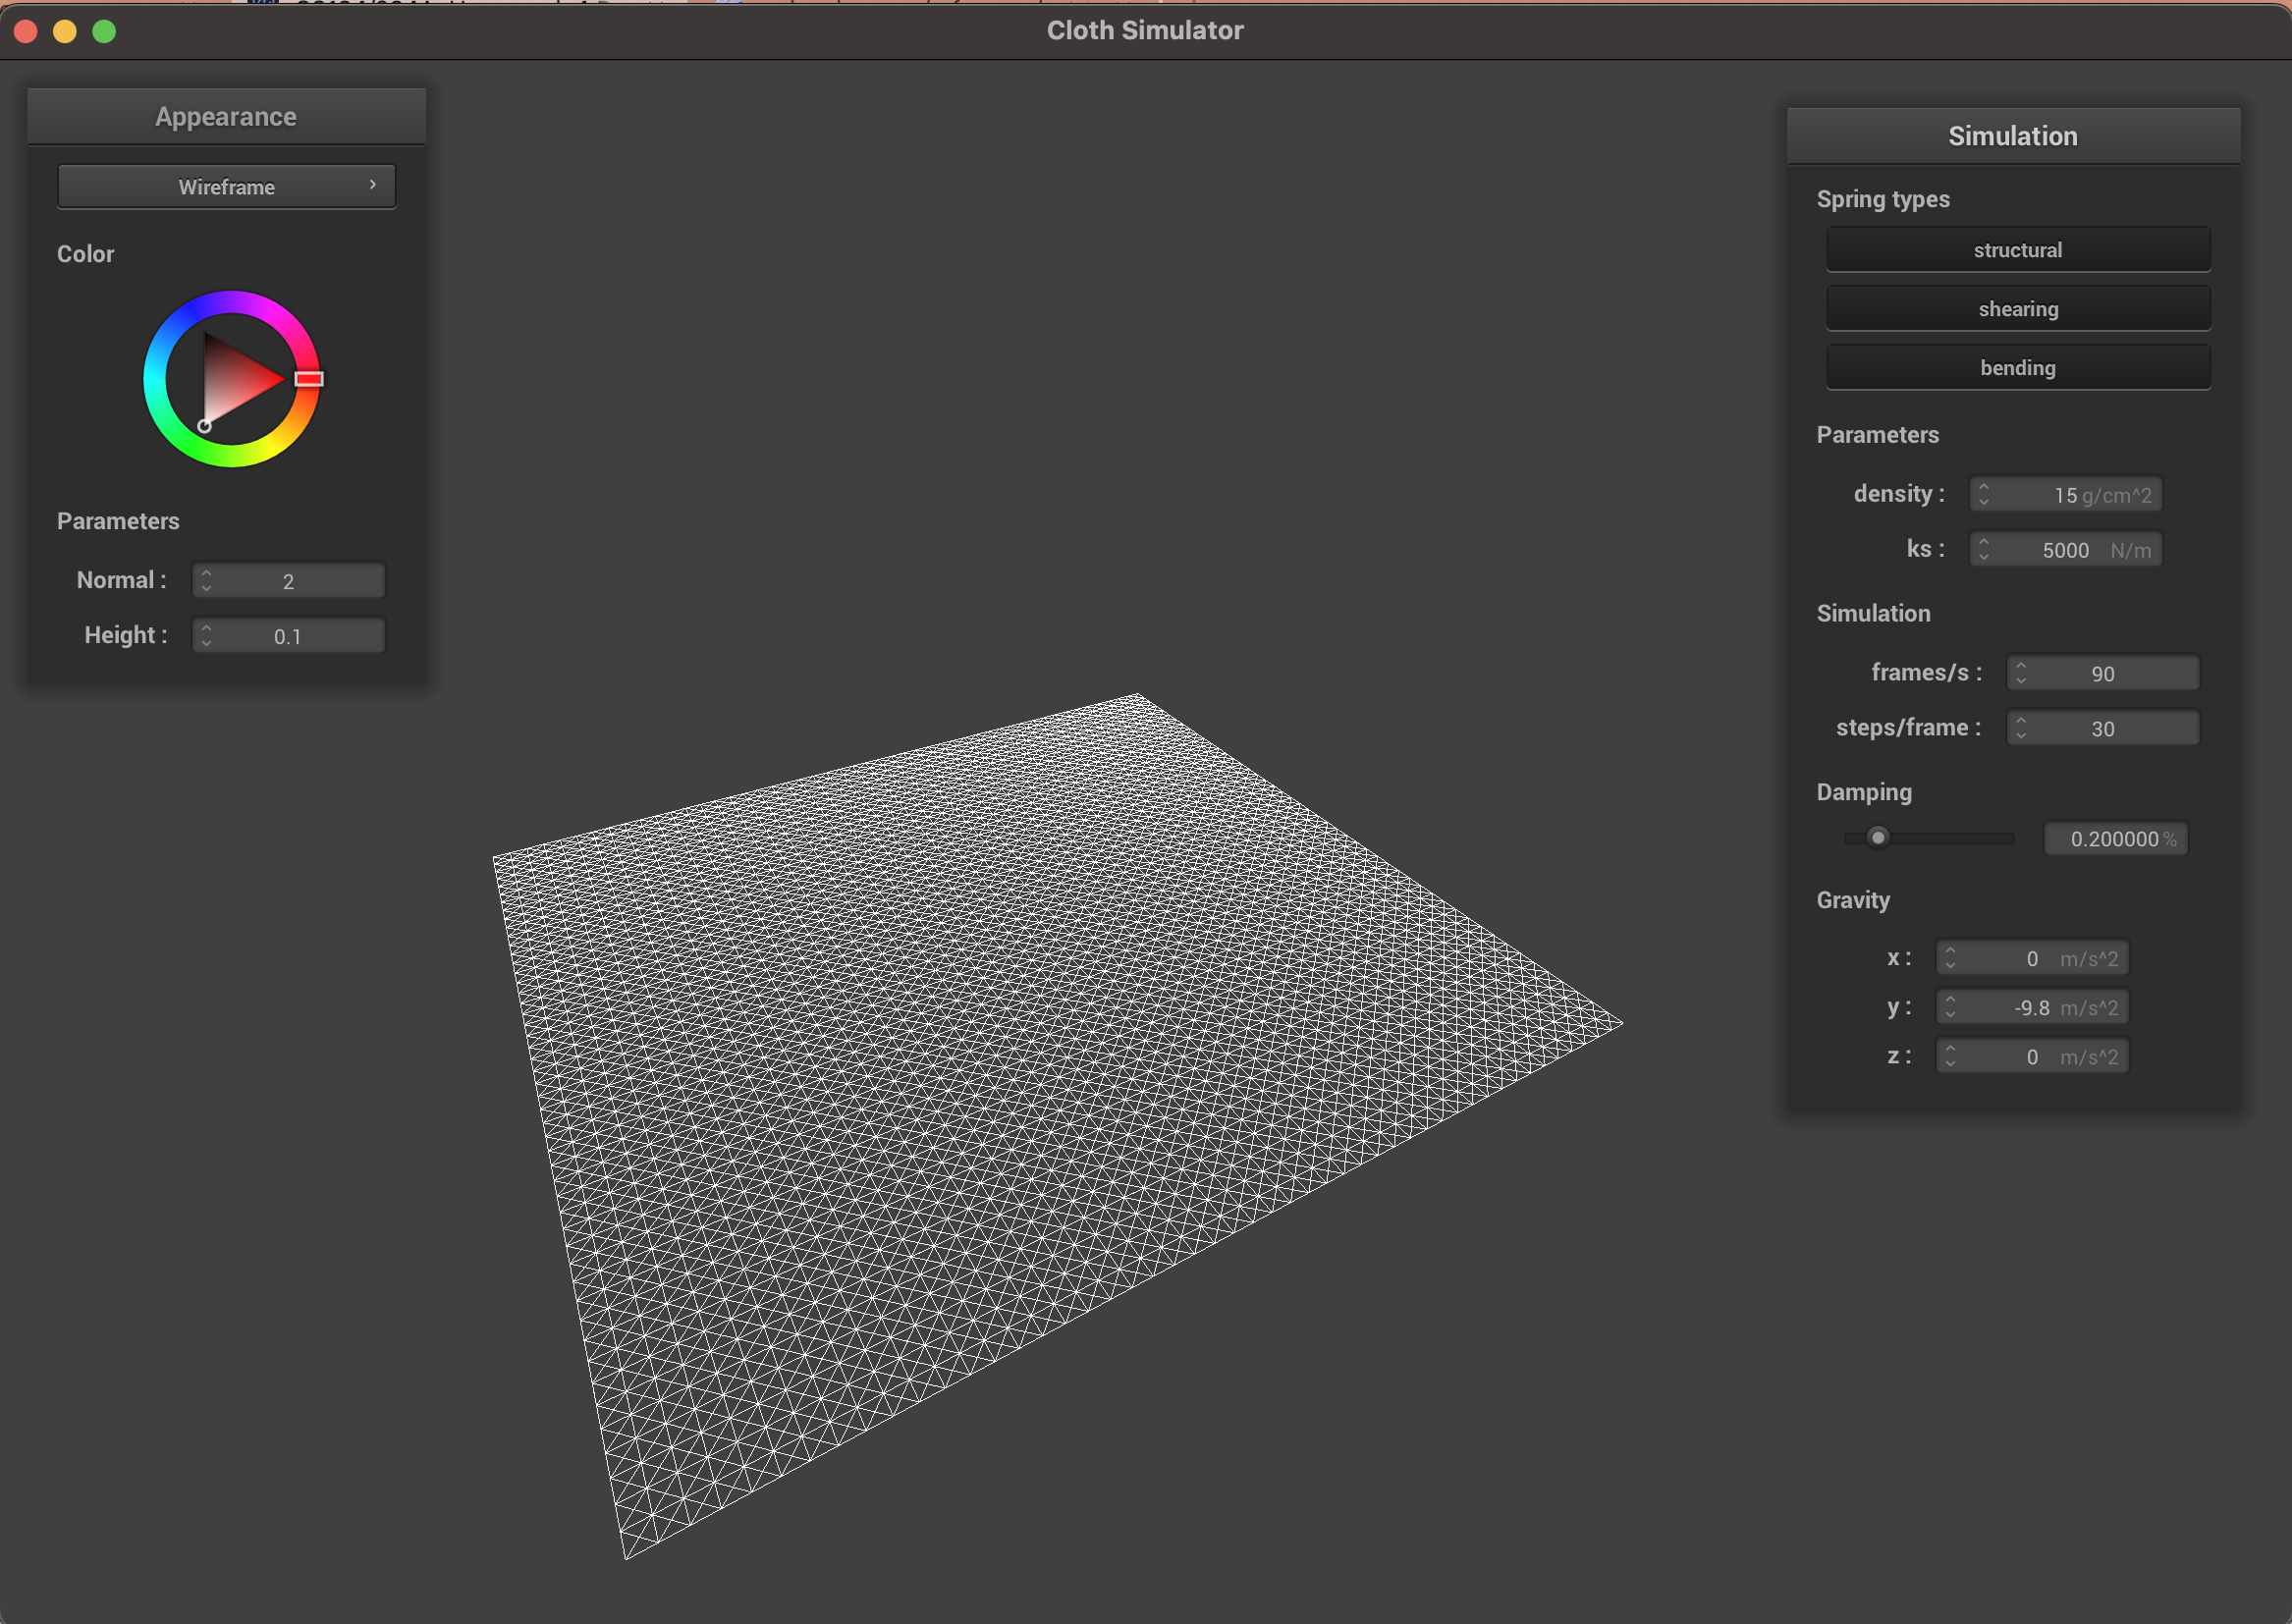 Cloth Simulator
Appearance
Wireframe
Color
Parameters
Normal : 2
Height : 0.1
Simulation
Spring types
structural
shearing
bending
Parameters
density : 15 g/cm^2
ks : 5000 N/m
Simulation
frames/s : 90
steps/frame : 30
Damping
0.200000 %
Gravity
x : 0 m/s^2
y : -9.8 m/s^2
z : 0 m/s^2